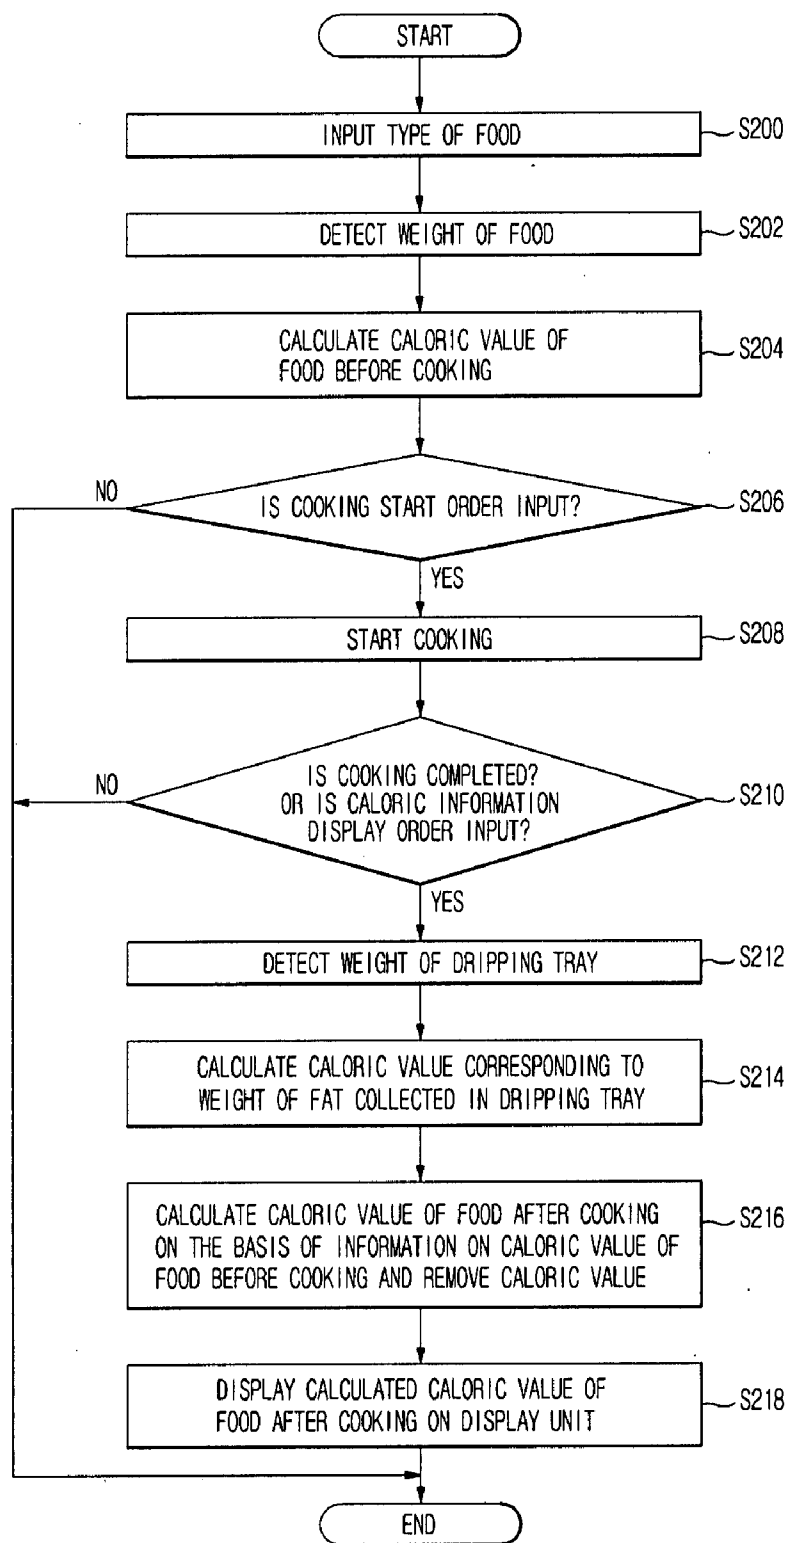 START
INPUT TYPE OF FOOD
S200
DETECT WEIGHT OF FOOD
S202
CALCULATE CALORIC VALUE OF
FOOD BEFORE COOKING
S204
NO
IS COOKING START ORDER INPUT?
S206
YES
START COOKING
S208
NO
IS COOKING COMPLETED?
OR IS CALORIC INFORMATION
DISPLAY ORDER INPUT?
S210
YES
DETECT WEIGHT OF DRIPPING TRAY
S212
CALCULATE CALORIC VALUE CORRESPONDING TO
WEIGHT OF FAT COLLECTED IN DRIPPING TRAY
S214
CALCULATE CALORIC VALUE OF FOOD AFTER COOKING
ON THE BASIS OF INFORMATION ON CALORIC VALUE OF
FOOD BEFORE COOKING AND REMOVE CALORIC VALUE
S216
DISPLAY CALCULATED CALORIC VALUE OF
FOOD AFTER COOKING ON DISPLAY UNIT
S218
END